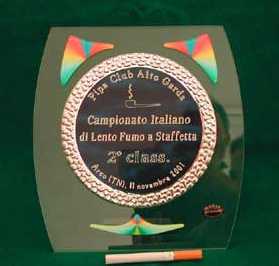 Pipa Club Alto Garda
Campionato Italiano
di Lento Fumo a Staffetta
2° class.
Arco (TN), 11 novembre 2001